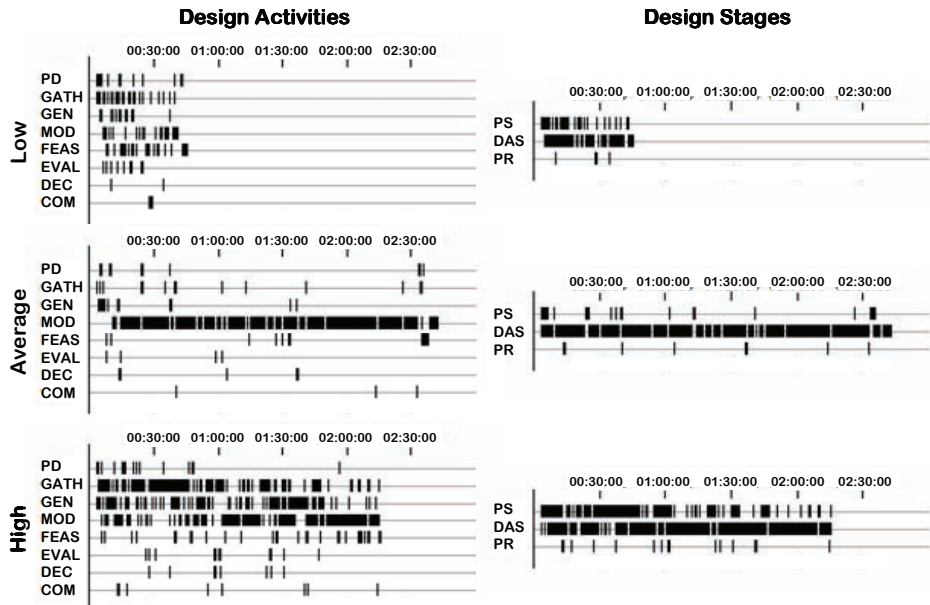 Design Activities
Design Stages
Low
00:30:00 01:00:00 01:30:00 02:00:00 02:30:00
PD
GATH
GEN
MOD
FEAS
EVAL
DEC
COM
00:30:00 01:00:00 01:30:00 02:00:00 02:30:00
PS
DAS
PR
Average
00:30:00 01:00:00 01:30:00 02:00:00 02:30:00
PD
GATH
GEN
MOD
FEAS
EVAL
DEC
COM
00:30:00 01:00:00 01:30:00 02:00:00 02:30:00
PS
DAS
PR
High
00:30:00 01:00:00 01:30:00 02:00:00 02:30:00
PD
GATH
GEN
MOD
FEAS
EVAL
DEC
COM
00:30:00 01:00:00 01:30:00 02:00:00 02:30:00
PS
DAS
PR